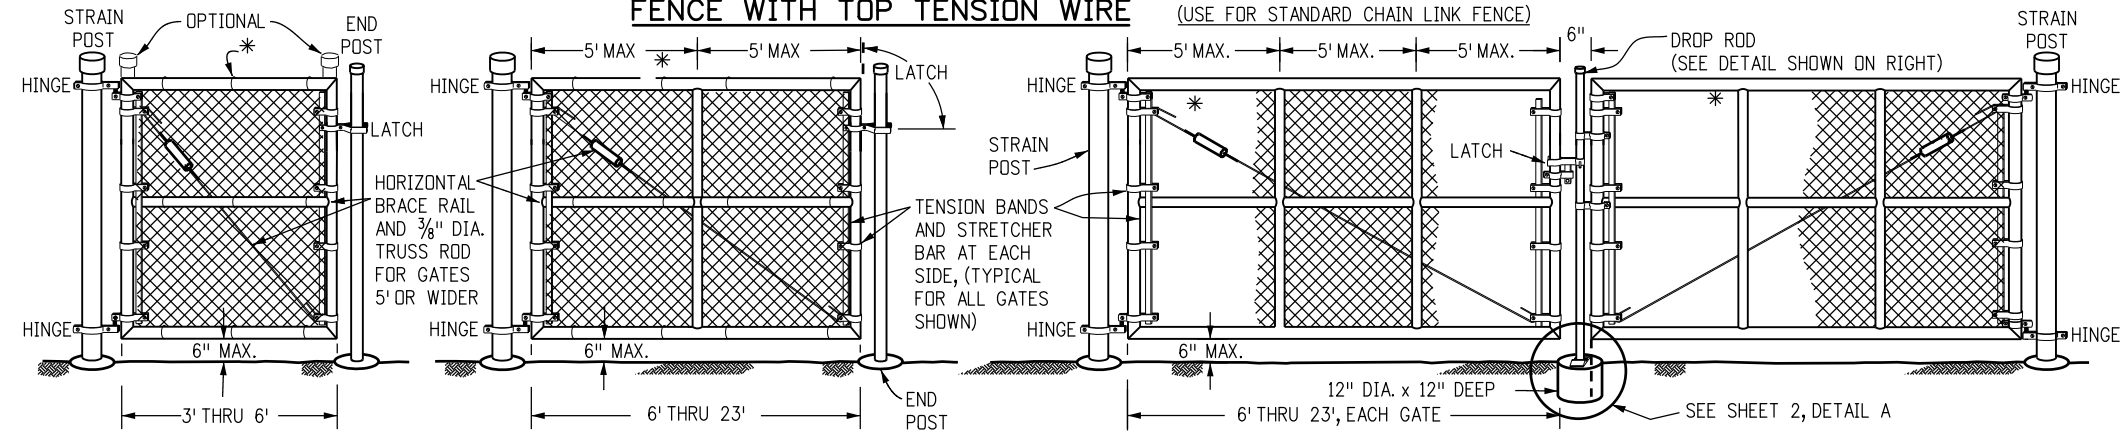 FENCE WITH TOP TENSION WIRE
(USE FOR STANDARD CHAIN LINK FENCE)
STRAIN
POST
OPTIONAL
*
END
POST
HINGE
LATCH
HORIZONTAL
BRACE RAIL
AND 3/8" DIA.
TRUSS ROD
FOR GATES
5' OR WIDER
HINGE
6" MAX.
3' THRU 6'
5' MAX
5' MAX
*
HINGE
LATCH
HINGE
6" MAX.
6' THRU 23'
END
POST
TENSION BANDS
AND STRETCHER
BAR AT EACH
SIDE, (TYPICAL
FOR ALL GATES
SHOWN)
5' MAX.
5' MAX.
5' MAX.
6"
DROP ROD
(SEE DETAIL SHOWN ON RIGHT)
STRAIN
POST
HINGE
*
*
HINGE
STRAIN
POST
LATCH
HINGE
HINGE
6" MAX.
12" DIA. x 12" DEEP
6' THRU 23', EACH GATE
SEE SHEET 2, DETAIL A